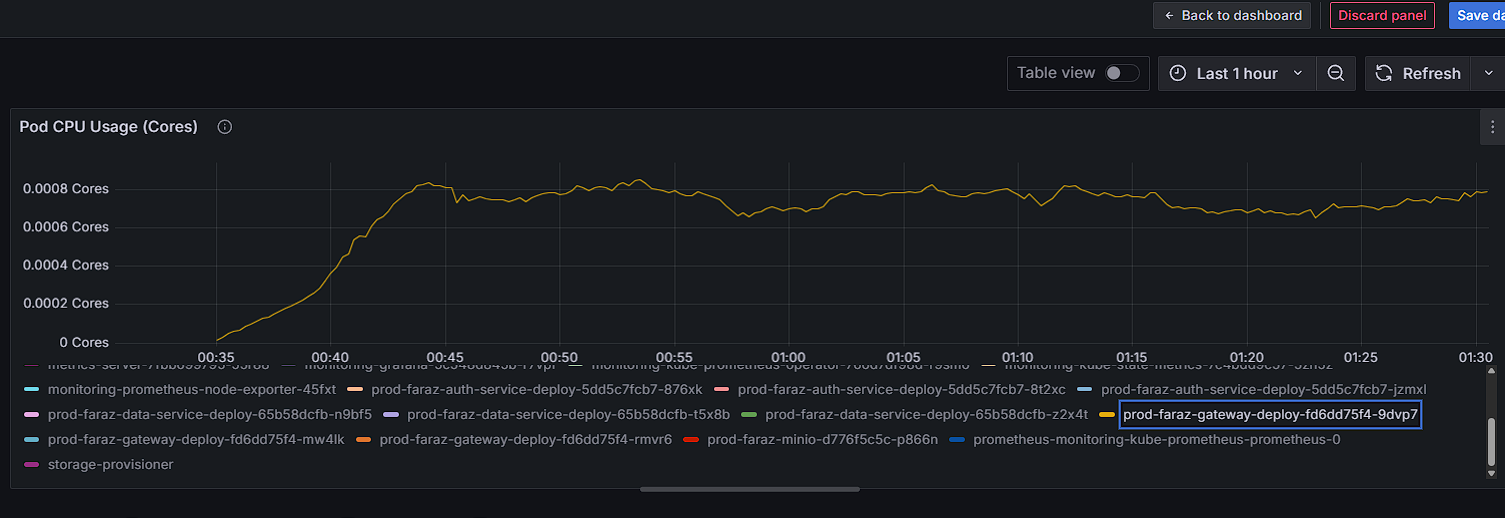 ← Back to dashboard Discard panel Save da
Table view Last 1 hour Refresh
Pod CPU Usage (Cores)
0.0008 Cores
0.0006 Cores
0.0004 Cores
0.0002 Cores
0 Cores
00:35 00:40 00:45 00:50 00:55 01:00 01:05 01:10 01:15 01:20 01:25 01:30
monitoring-prometheus-node-exporter-45fxt prod-faraz-auth-service-deploy-5dd5c7fcb7-876xk prod-faraz-auth-service-deploy-5dd5c7fcb7-8t2xc prod-faraz-auth-service-deploy-5dd5c7fcb7-jzmxl
prod-faraz-data-service-deploy-65b58dcfb-n9bf5 prod-faraz-data-service-deploy-65b58dcfb-t5x8b prod-faraz-data-service-deploy-65b58dcfb-z2x4t prod-faraz-gateway-deploy-fd6dd75f4-9dvp7
prod-faraz-gateway-deploy-fd6dd75f4-mw4lk prod-faraz-gateway-deploy-fd6dd75f4-rmvr6 prod-faraz-minio-d776f5c5c-p866n prometheus-monitoring-kube-prometheus-prometheus-0
storage-provisioner